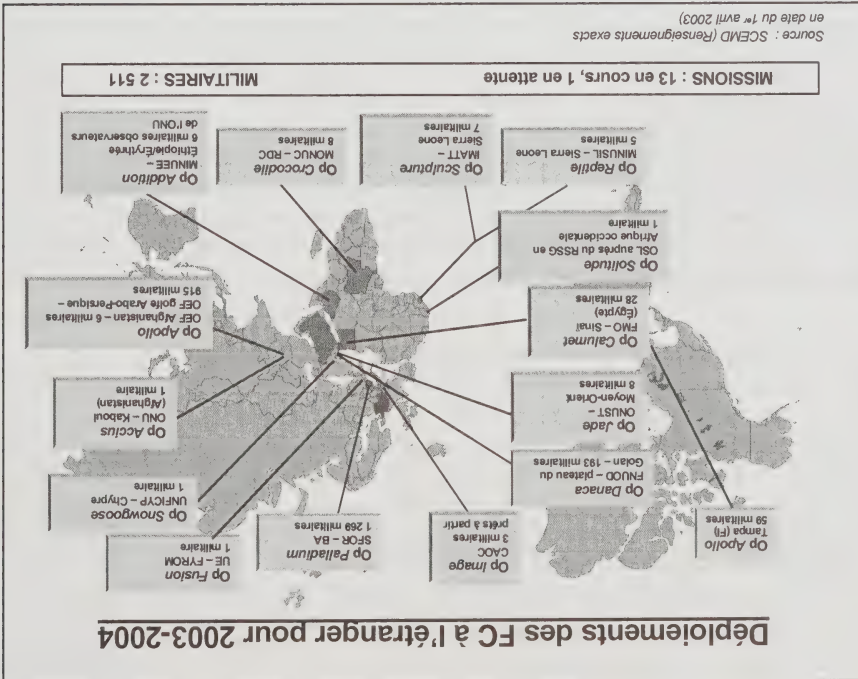 Déploiements des FC à l'étranger pour 2003-2004
Op Apollo
Tampa (Fl)
59 militaires
Op Image
CAOC
3 militaires
prêts à partir
Op Palladium
SFOR – BA
1 269 militaires
Op Fusion
UE – FYROM
1 militaire
Op Danaca
FNUOD – plateau du
Golan – 193 militaires
Op Snowgoose
UNFICYP – Chypre
1 militaire
Op Jade
ONUST –
Moyen-Orient
8 militaires
Op Accius
ONU – Kaboul
(Afghanistan)
1 militaire
Op Calumet
FMO – Sinaï
(Égypte)
28 militaires
Op Apollo
OEF Afghanistan – 6 militaires
OEF golfe Arabo-Persique –
915 militaires
Op Solitude
OSL auprès du RSSG en
Afrique occidentale
1 militaire
Op Reptile
MINUSIL – Sierra Leone
5 militaires
Op Sculpture
IMATT –
Sierra Leone
7 militaires
Op Crocodile
MONUC – RDC
8 militaires
Op Addition
MINUEE –
Éthiopie/Érythrée
6 militaires observateurs
de l'ONU
MISSIONS : 13 en cours, 1 en attente
MILITAIRES : 2 511
Source : SCEMD (Renseignements exacts
en date du 1er avril 2003)